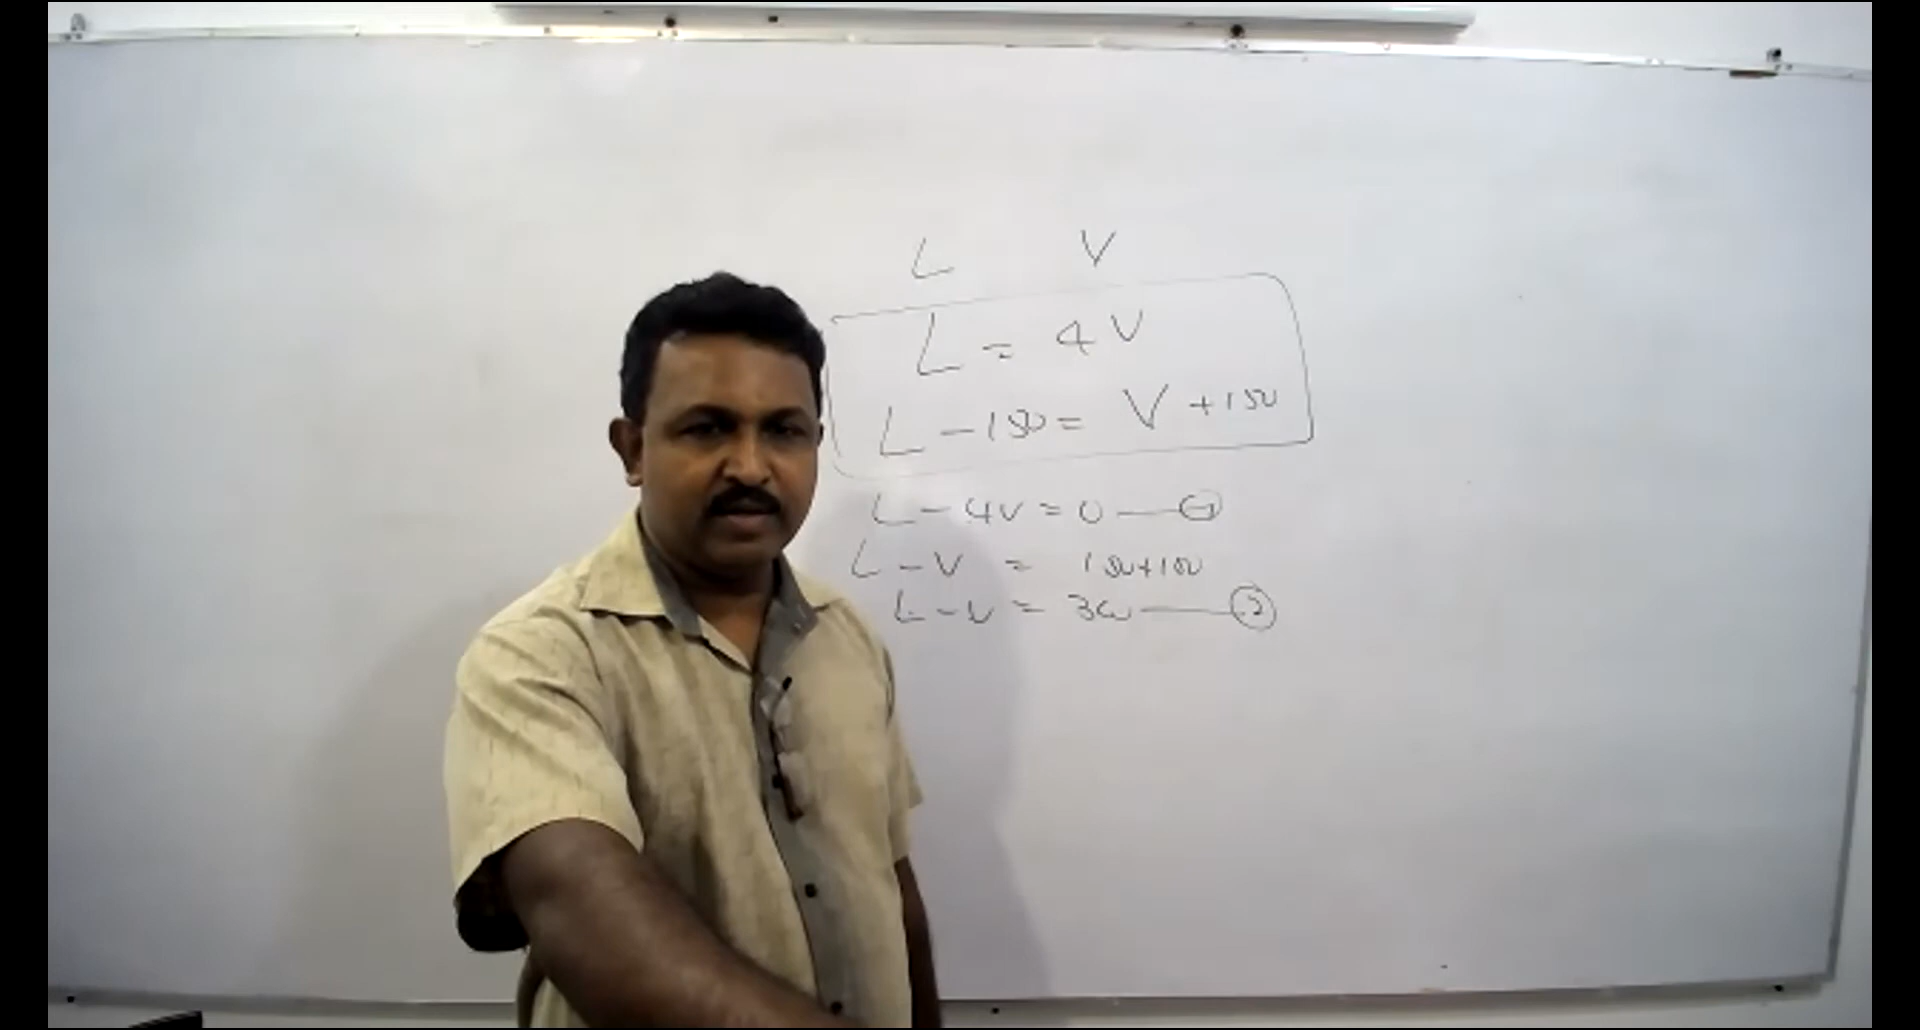 L V
L = 4V
L - 150 = V + 150
L - 4V = 0 — ①
L - V = 150 + 150
L - V = 300 — ②